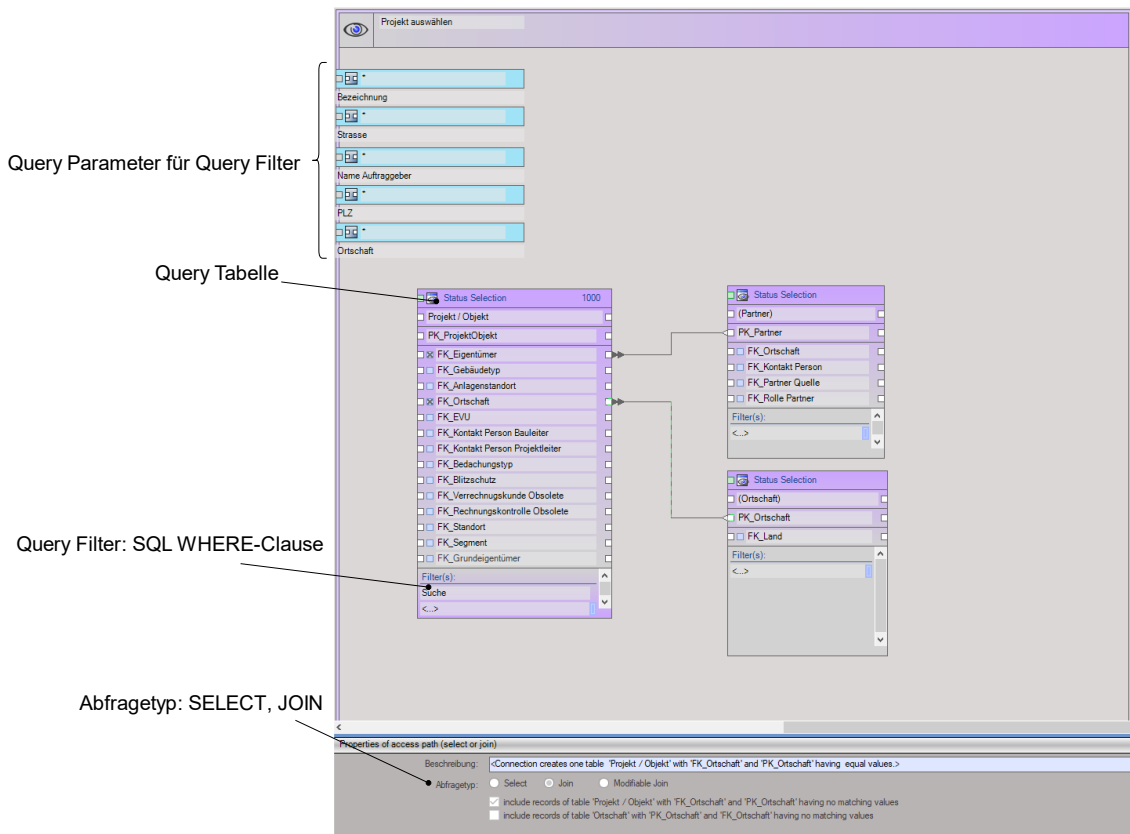 Projekt auswählen
*
Bezeichnung
*
Strasse
*
Name Auftraggeber
*
PLZ
*
Ortschaft
Query Parameter für Query Filter
Query Tabelle
Status Selection 1000
Projekt / Objekt
PK_ProjektObjekt
FK_Eigentümer
FK_Gebäudetyp
FK_Anlagenstandort
FK_Ortschaft
FK_EVU
FK_Kontakt Person Bauleiter
FK_Kontakt Person Projektleiter
FK_Bedachungstyp
FK_Blitzschutz
FK_Verrechnugskunde Obsolete
FK_Rechnungskontrolle Obsolete
FK_Standort
FK_Segment
FK_Grundeigentümer
Filter(s):
Suche
<...>
Status Selection
(Partner)
PK_Partner
FK_Ortschaft
FK_Kontakt Person
FK_Partner Quelle
FK_Rolle Partner
Filter(s):
<...>
Status Selection
(Ortschaft)
PK_Ortschaft
FK_Land
Filter(s):
<...>
Query Filter: SQL WHERE-Clause
Abfragetyp: SELECT, JOIN
Properties of access path (select or join)
Beschreibung: <Connection creates one table 'Projekt / Objekt' with 'FK_Ortschaft' and 'PK_Ortschaft' having equal values.>
Abfragetyp: Select Join Modifiable Join
include records of table 'Projekt / Objekt' with 'FK_Ortschaft' and 'PK_Ortschaft' having no matching values
include records of table 'Ortschaft' with 'PK_Ortschaft' and 'FK_Ortschaft' having no matching values